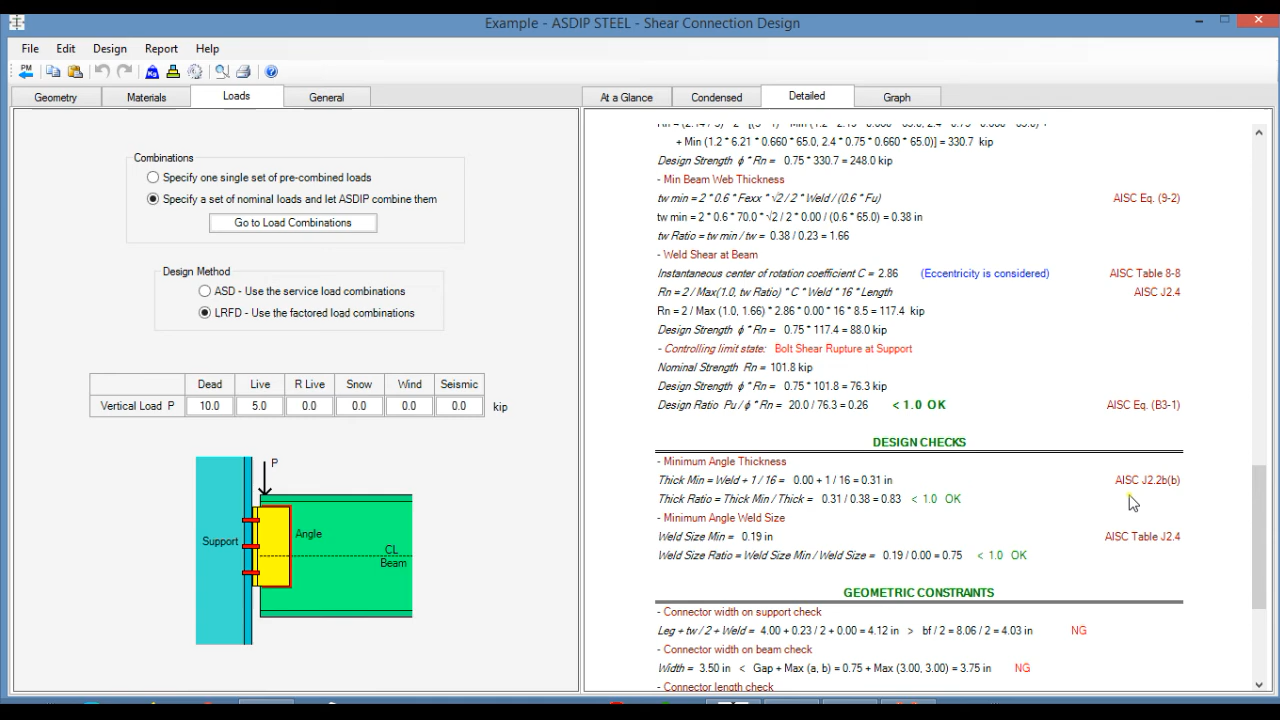 Example - ASDIP STEEL - Shear Connection Design
File Edit Design Report Help
PM
Geometry Materials Loads General
At a Glance Condensed Detailed Graph
Combinations
Specify one single set of pre-combined loads
Specify a set of nominal loads and let ASDIP combine them
Go to Load Combinations
Design Method
ASD - Use the service load combinations
LRFD - Use the factored load combinations
Dead Live R Live Snow Wind Seismic
Vertical Load P 10.0 5.0 0.0 0.0 0.0 0.0 kip
P
Support
Angle
CL
Beam
+ Min (1.2 * 6.21 * 0.660 * 65.0, 2.4 * 0.75 * 0.660 * 65.0)] = 330.7 kip
Design Strength ϕ * Rn = 0.75 * 330.7 = 248.0 kip
- Min Beam Web Thickness
tw min = 2 * 0.6 * Fexx * √2 / 2 * Weld / (0.6 * Fu) AISC Eq. (9-2)
tw min = 2 * 0.6 * 70.0 * √2 / 2 * 0.00 / (0.6 * 65.0) = 0.38 in
tw Ratio = tw min / tw = 0.38 / 0.23 = 1.66
- Weld Shear at Beam
Instantaneous center of rotation coefficient C = 2.86 (Eccentricity is considered) AISC Table 8-8
Rn = 2 / Max(1.0, tw Ratio) * C * Weld * 16 * Length AISC J2.4
Rn = 2 / Max (1.0, 1.66) * 2.86 * 0.00 * 16 * 8.5 = 117.4 kip
Design Strength ϕ * Rn = 0.75 * 117.4 = 88.0 kip
- Controlling limit state: Bolt Shear Rupture at Support
Nominal Strength Rn = 101.8 kip
Design Strength ϕ * Rn = 0.75 * 101.8 = 76.3 kip
Design Ratio Pu / ϕ * Rn = 20.0 / 76.3 = 0.26 < 1.0 OK AISC Eq. (B3-1)
DESIGN CHECKS
- Minimum Angle Thickness
Thick Min = Weld + 1 / 16 = 0.00 + 1 / 16 = 0.31 in AISC J2.2b(b)
Thick Ratio = Thick Min / Thick = 0.31 / 0.38 = 0.83 < 1.0 OK
- Minimum Angle Weld Size
Weld Size Min = 0.19 in AISC Table J2.4
Weld Size Ratio = Weld Size Min / Weld Size = 0.19 / 0.00 = 0.75 < 1.0 OK
GEOMETRIC CONSTRAINTS
- Connector width on support check
Leg + tw / 2 + Weld = 4.00 + 0.23 / 2 + 0.00 = 4.12 in > bf / 2 = 8.06 / 2 = 4.03 in NG
- Connector width on beam check
Width = 3.50 in < Gap + Max (a, b) = 0.75 + Max (3.00, 3.00) = 3.75 in NG
- Connector length check